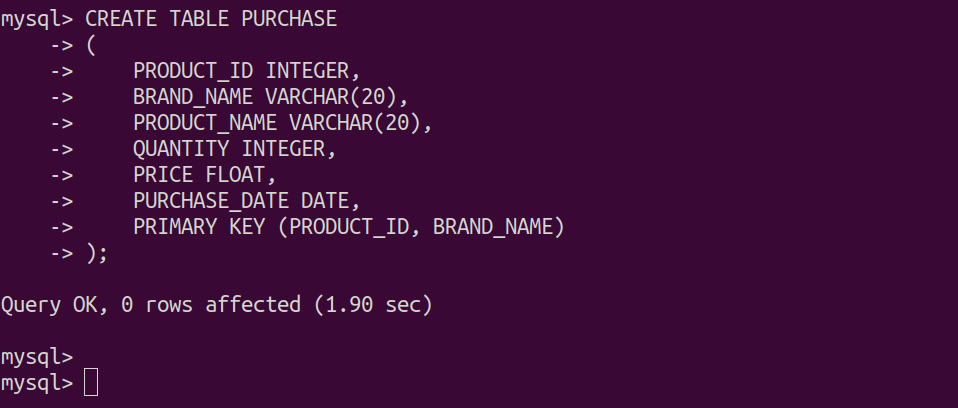 mysql> CREATE TABLE PURCHASE
    -> (
    ->     PRODUCT_ID INTEGER,
    ->     BRAND_NAME VARCHAR(20),
    ->     PRODUCT_NAME VARCHAR(20),
    ->     QUANTITY INTEGER,
    ->     PRICE FLOAT,
    ->     PURCHASE_DATE DATE,
    ->     PRIMARY KEY (PRODUCT_ID, BRAND_NAME)
    -> );
Query OK, 0 rows affected (1.90 sec)
mysql>
mysql>